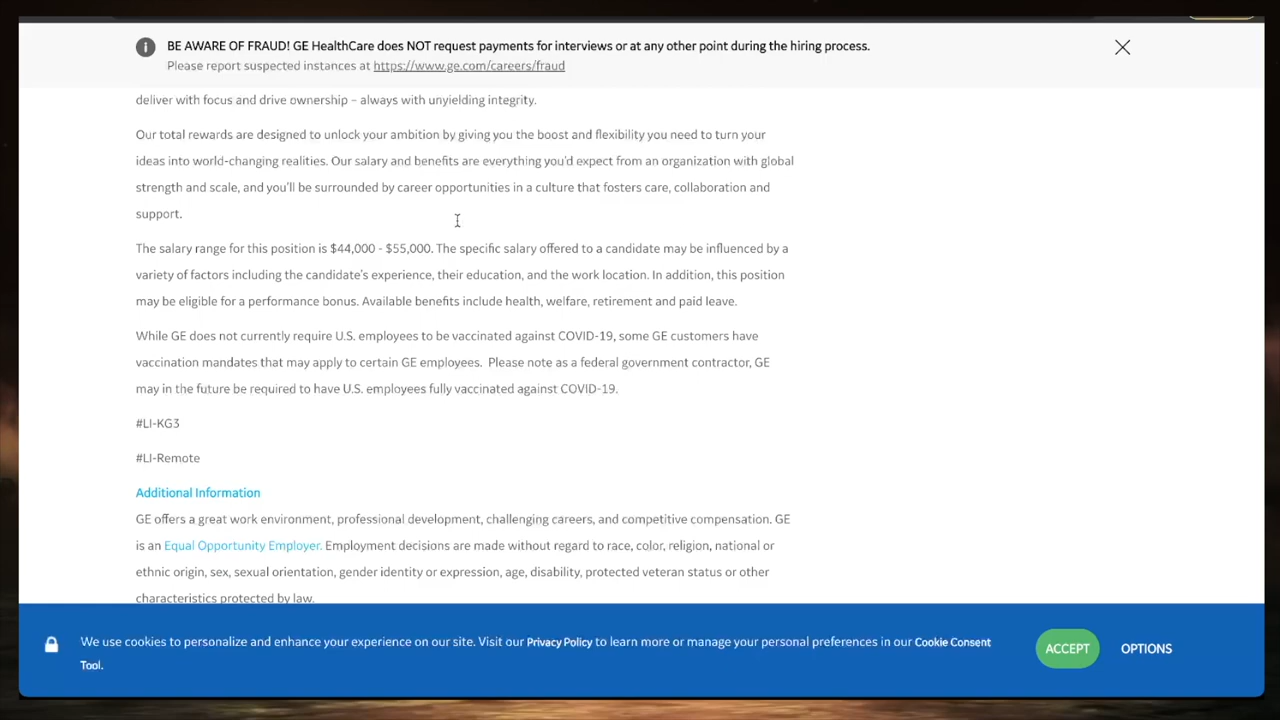 BE AWARE OF FRAUD! GE HealthCare does NOT request payments for interviews or at any other point during the hiring process.
Please report suspected instances at https://www.ge.com/careers/fraud
deliver with focus and drive ownership – always with unyielding integrity.
Our total rewards are designed to unlock your ambition by giving you the boost and flexibility you need to turn your
ideas into world-changing realities. Our salary and benefits are everything you’d expect from an organization with global
strength and scale, and you’ll be surrounded by career opportunities in a culture that fosters care, collaboration and
support.
The salary range for this position is $44,000 - $55,000. The specific salary offered to a candidate may be influenced by a
variety of factors including the candidate’s experience, their education, and the work location. In addition, this position
may be eligible for a performance bonus. Available benefits include health, welfare, retirement and paid leave.
While GE does not currently require U.S. employees to be vaccinated against COVID-19, some GE customers have
vaccination mandates that may apply to certain GE employees.  Please note as a federal government contractor, GE
may in the future be required to have U.S. employees fully vaccinated against COVID-19.
#LI-KG3
#LI-Remote
Additional Information
GE offers a great work environment, professional development, challenging careers, and competitive compensation. GE
is an Equal Opportunity Employer. Employment decisions are made without regard to race, color, religion, national or
ethnic origin, sex, sexual orientation, gender identity or expression, age, disability, protected veteran status or other
characteristics protected by law.
We use cookies to personalize and enhance your experience on our site. Visit our Privacy Policy to learn more or manage your personal preferences in our Cookie Consent
Tool.
ACCEPT
OPTIONS